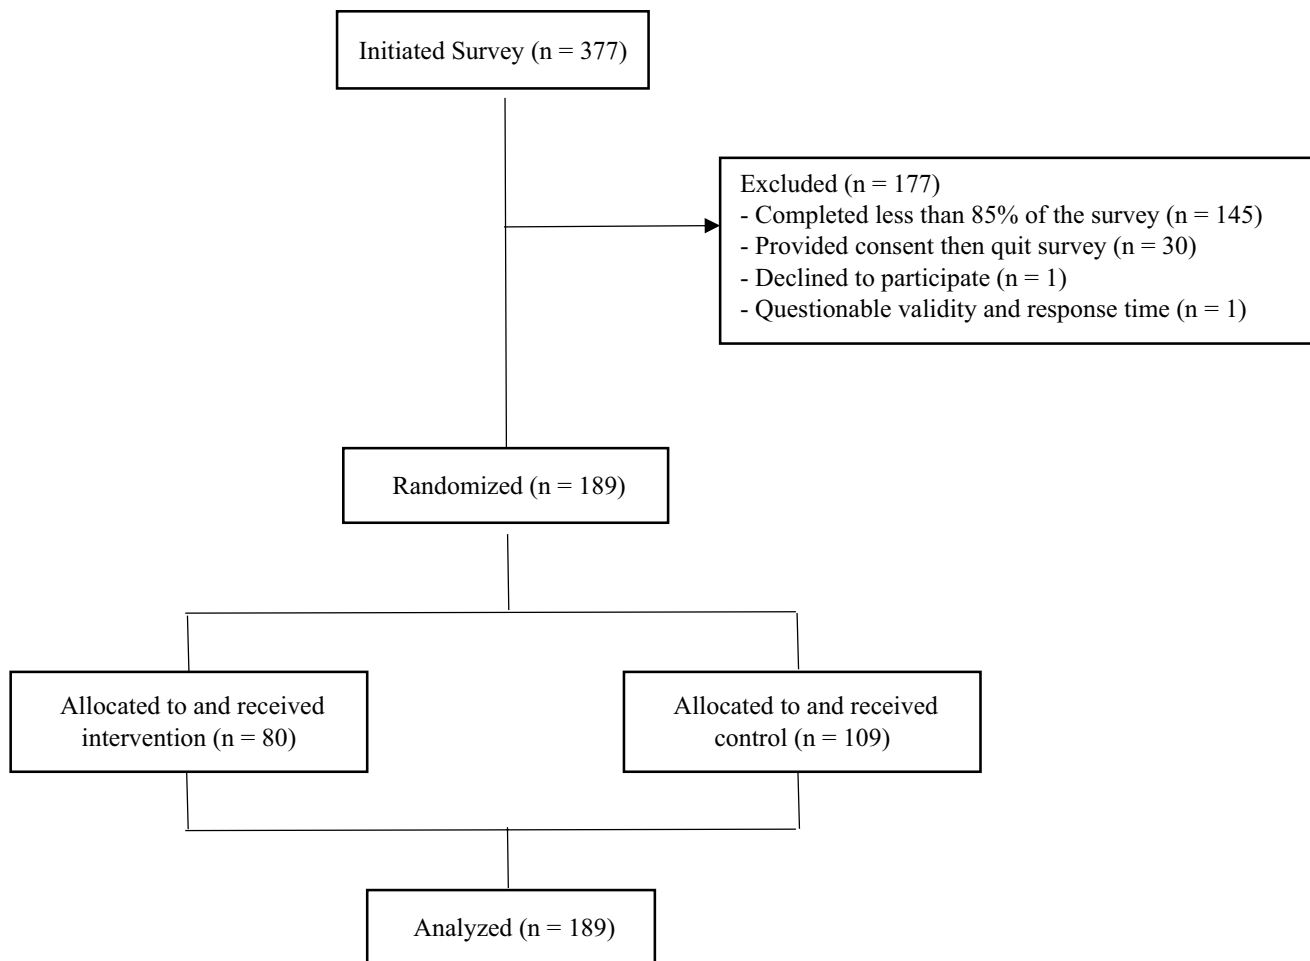 Initiated Survey (n = 377)
Excluded (n = 177)
- Completed less than 85% of the survey (n = 145)
- Provided consent then quit survey (n = 30)
- Declined to participate (n = 1)
- Questionable validity and response time (n = 1)
Randomized (n = 189)
Allocated to and received
intervention (n = 80)
Allocated to and received
control (n = 109)
Analyzed (n = 189)